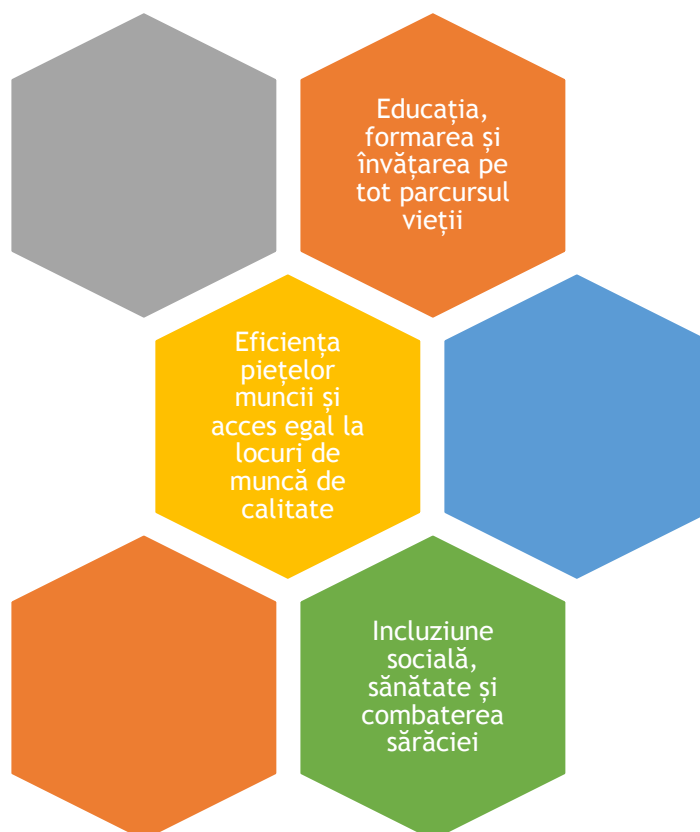 Educația,
formarea și
învățarea pe
tot parcursul
vieții
Eficiența
piețelor
muncii și
acces egal la
locuri de
muncă de
calitate
Incluziune
socială,
sănătate și
combaterea
sărăciei